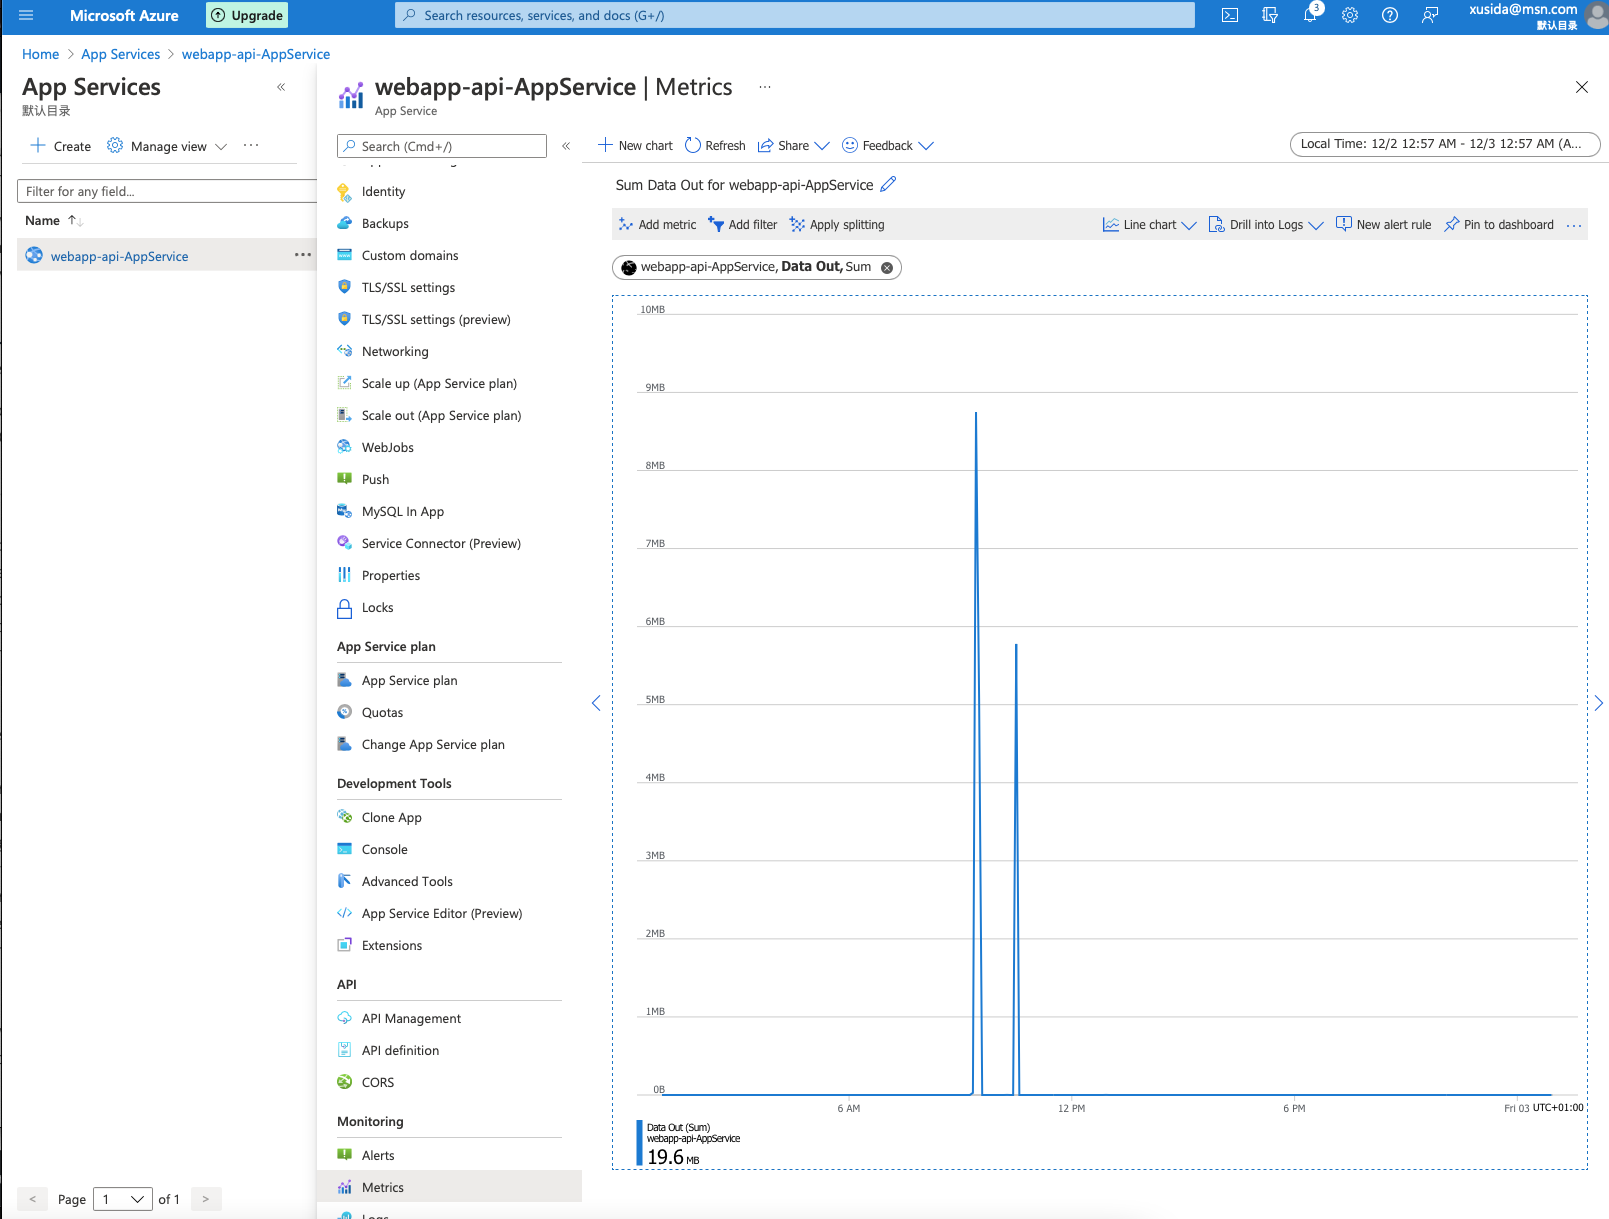 Microsoft Azure
Upgrade
Search resources, services, and docs (G+/)
3
xusida@msn.com
默认目录
Home > App Services > webapp-api-AppService
App Services
默认目录
«
Create
Manage view
...
Filter for any field...
Name ↑↓
webapp-api-AppService ...
< Page 1 of 1 >
webapp-api-AppService | Metrics ...
App Service
Search (Cmd+/)
«
Identity
Backups
Custom domains
TLS/SSL settings
TLS/SSL settings (preview)
Networking
Scale up (App Service plan)
Scale out (App Service plan)
WebJobs
Push
MySQL In App
Service Connector (Preview)
Properties
Locks
App Service plan
App Service plan
Quotas
Change App Service plan
Development Tools
Clone App
Console
Advanced Tools
App Service Editor (Preview)
Extensions
API
API Management
API definition
CORS
Monitoring
Alerts
Metrics
Logs
New chart
Refresh
Share
Feedback
Local Time: 12/2 12:57 AM - 12/3 12:57 AM (A...
Sum Data Out for webapp-api-AppService
Add metric
Add filter
Apply splitting
Line chart
Drill into Logs
New alert rule
Pin to dashboard
...
webapp-api-AppService, Data Out, Sum
10MB
9MB
8MB
7MB
6MB
5MB
4MB
3MB
2MB
1MB
0B
6 AM
12 PM
6 PM
Fri 03 UTC+01:00
Data Out (Sum)
webapp-api-AppService
19.6 MB